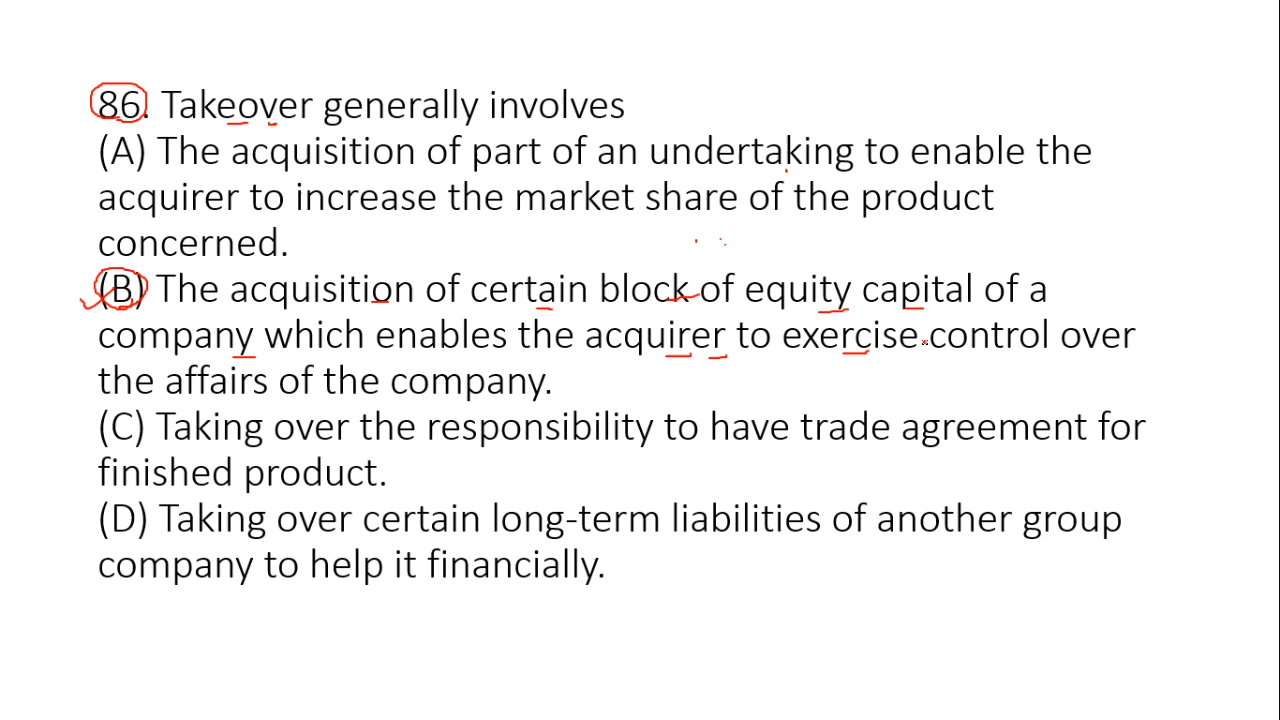 86. Takeover generally involves
(A) The acquisition of part of an undertaking to enable the
acquirer to increase the market share of the product
concerned.
(B) The acquisition of certain block of equity capital of a
company which enables the acquirer to exercise control over
the affairs of the company.
(C) Taking over the responsibility to have trade agreement for
finished product.
(D) Taking over certain long-term liabilities of another group
company to help it financially.